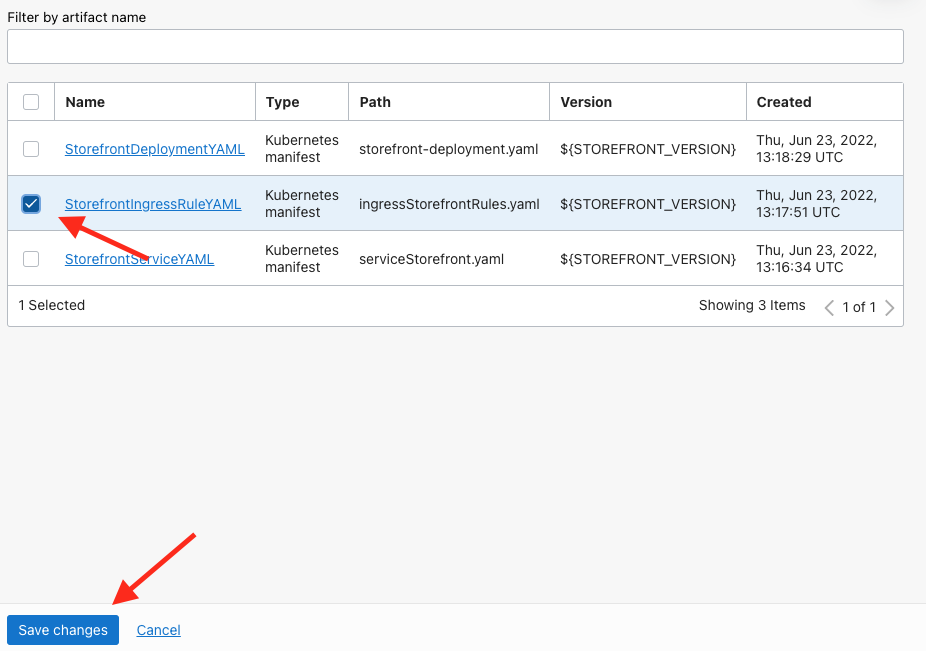 Filter by artifact name
Name Type Path Version Created
StorefrontDeploymentYAML Kubernetes manifest storefront-deployment.yaml ${STOREFRONT_VERSION} Thu, Jun 23, 2022, 13:18:29 UTC
StorefrontIngressRuleYAML Kubernetes manifest ingressStorefrontRules.yaml ${STOREFRONT_VERSION} Thu, Jun 23, 2022, 13:17:51 UTC
StorefrontServiceYAML Kubernetes manifest serviceStorefront.yaml ${STOREFRONT_VERSION} Thu, Jun 23, 2022, 13:16:34 UTC
1 Selected Showing 3 Items 1 of 1
Save changes Cancel